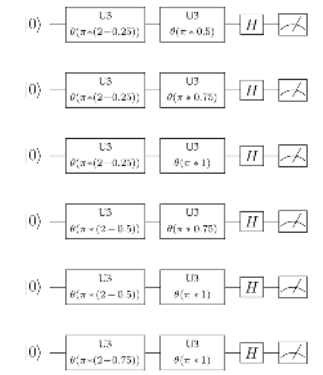 |0⟩ U3 θ(π*(2−0.25)) U3 θ(π*0.5) H
|0⟩ U3 θ(π*(2−0.25)) U3 θ(π*0.75) H
|0⟩ U3 θ(π*(2−0.25)) U3 θ(π*1) H
|0⟩ U3 θ(π*(2−0.5)) U3 θ(π*0.75) H
|0⟩ U3 θ(π*(2−0.5)) U3 θ(π*1) H
|0⟩ U3 θ(π*(2−0.75)) U3 θ(π*1) H